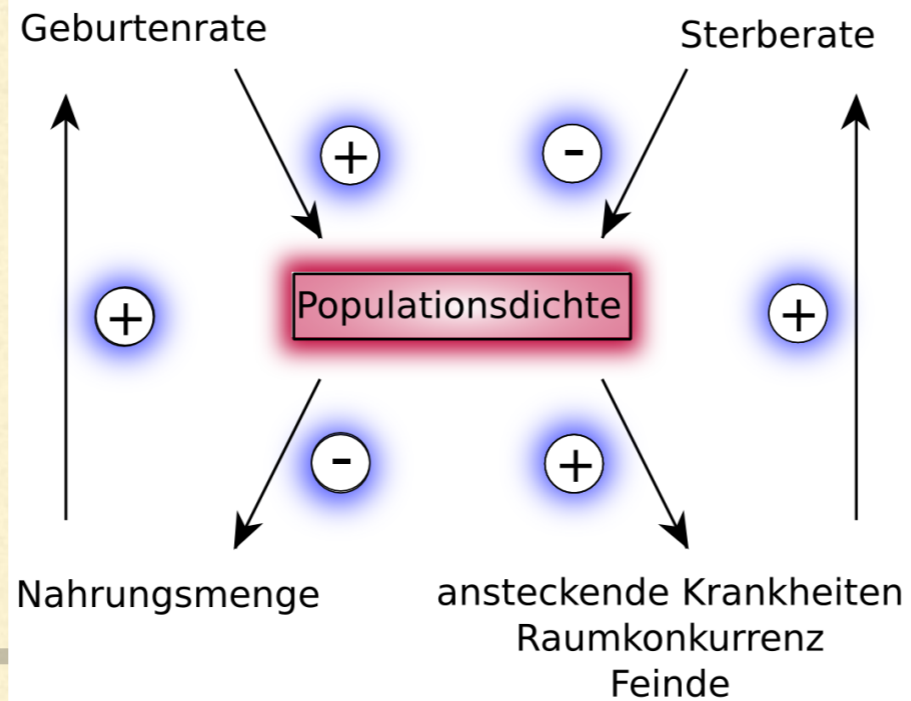 Geburtenrate
Sterberate
+
-
+
Populationsdichte
+
-
+
Nahrungsmenge
ansteckende Krankheiten
Raumkonkurrenz
Feinde